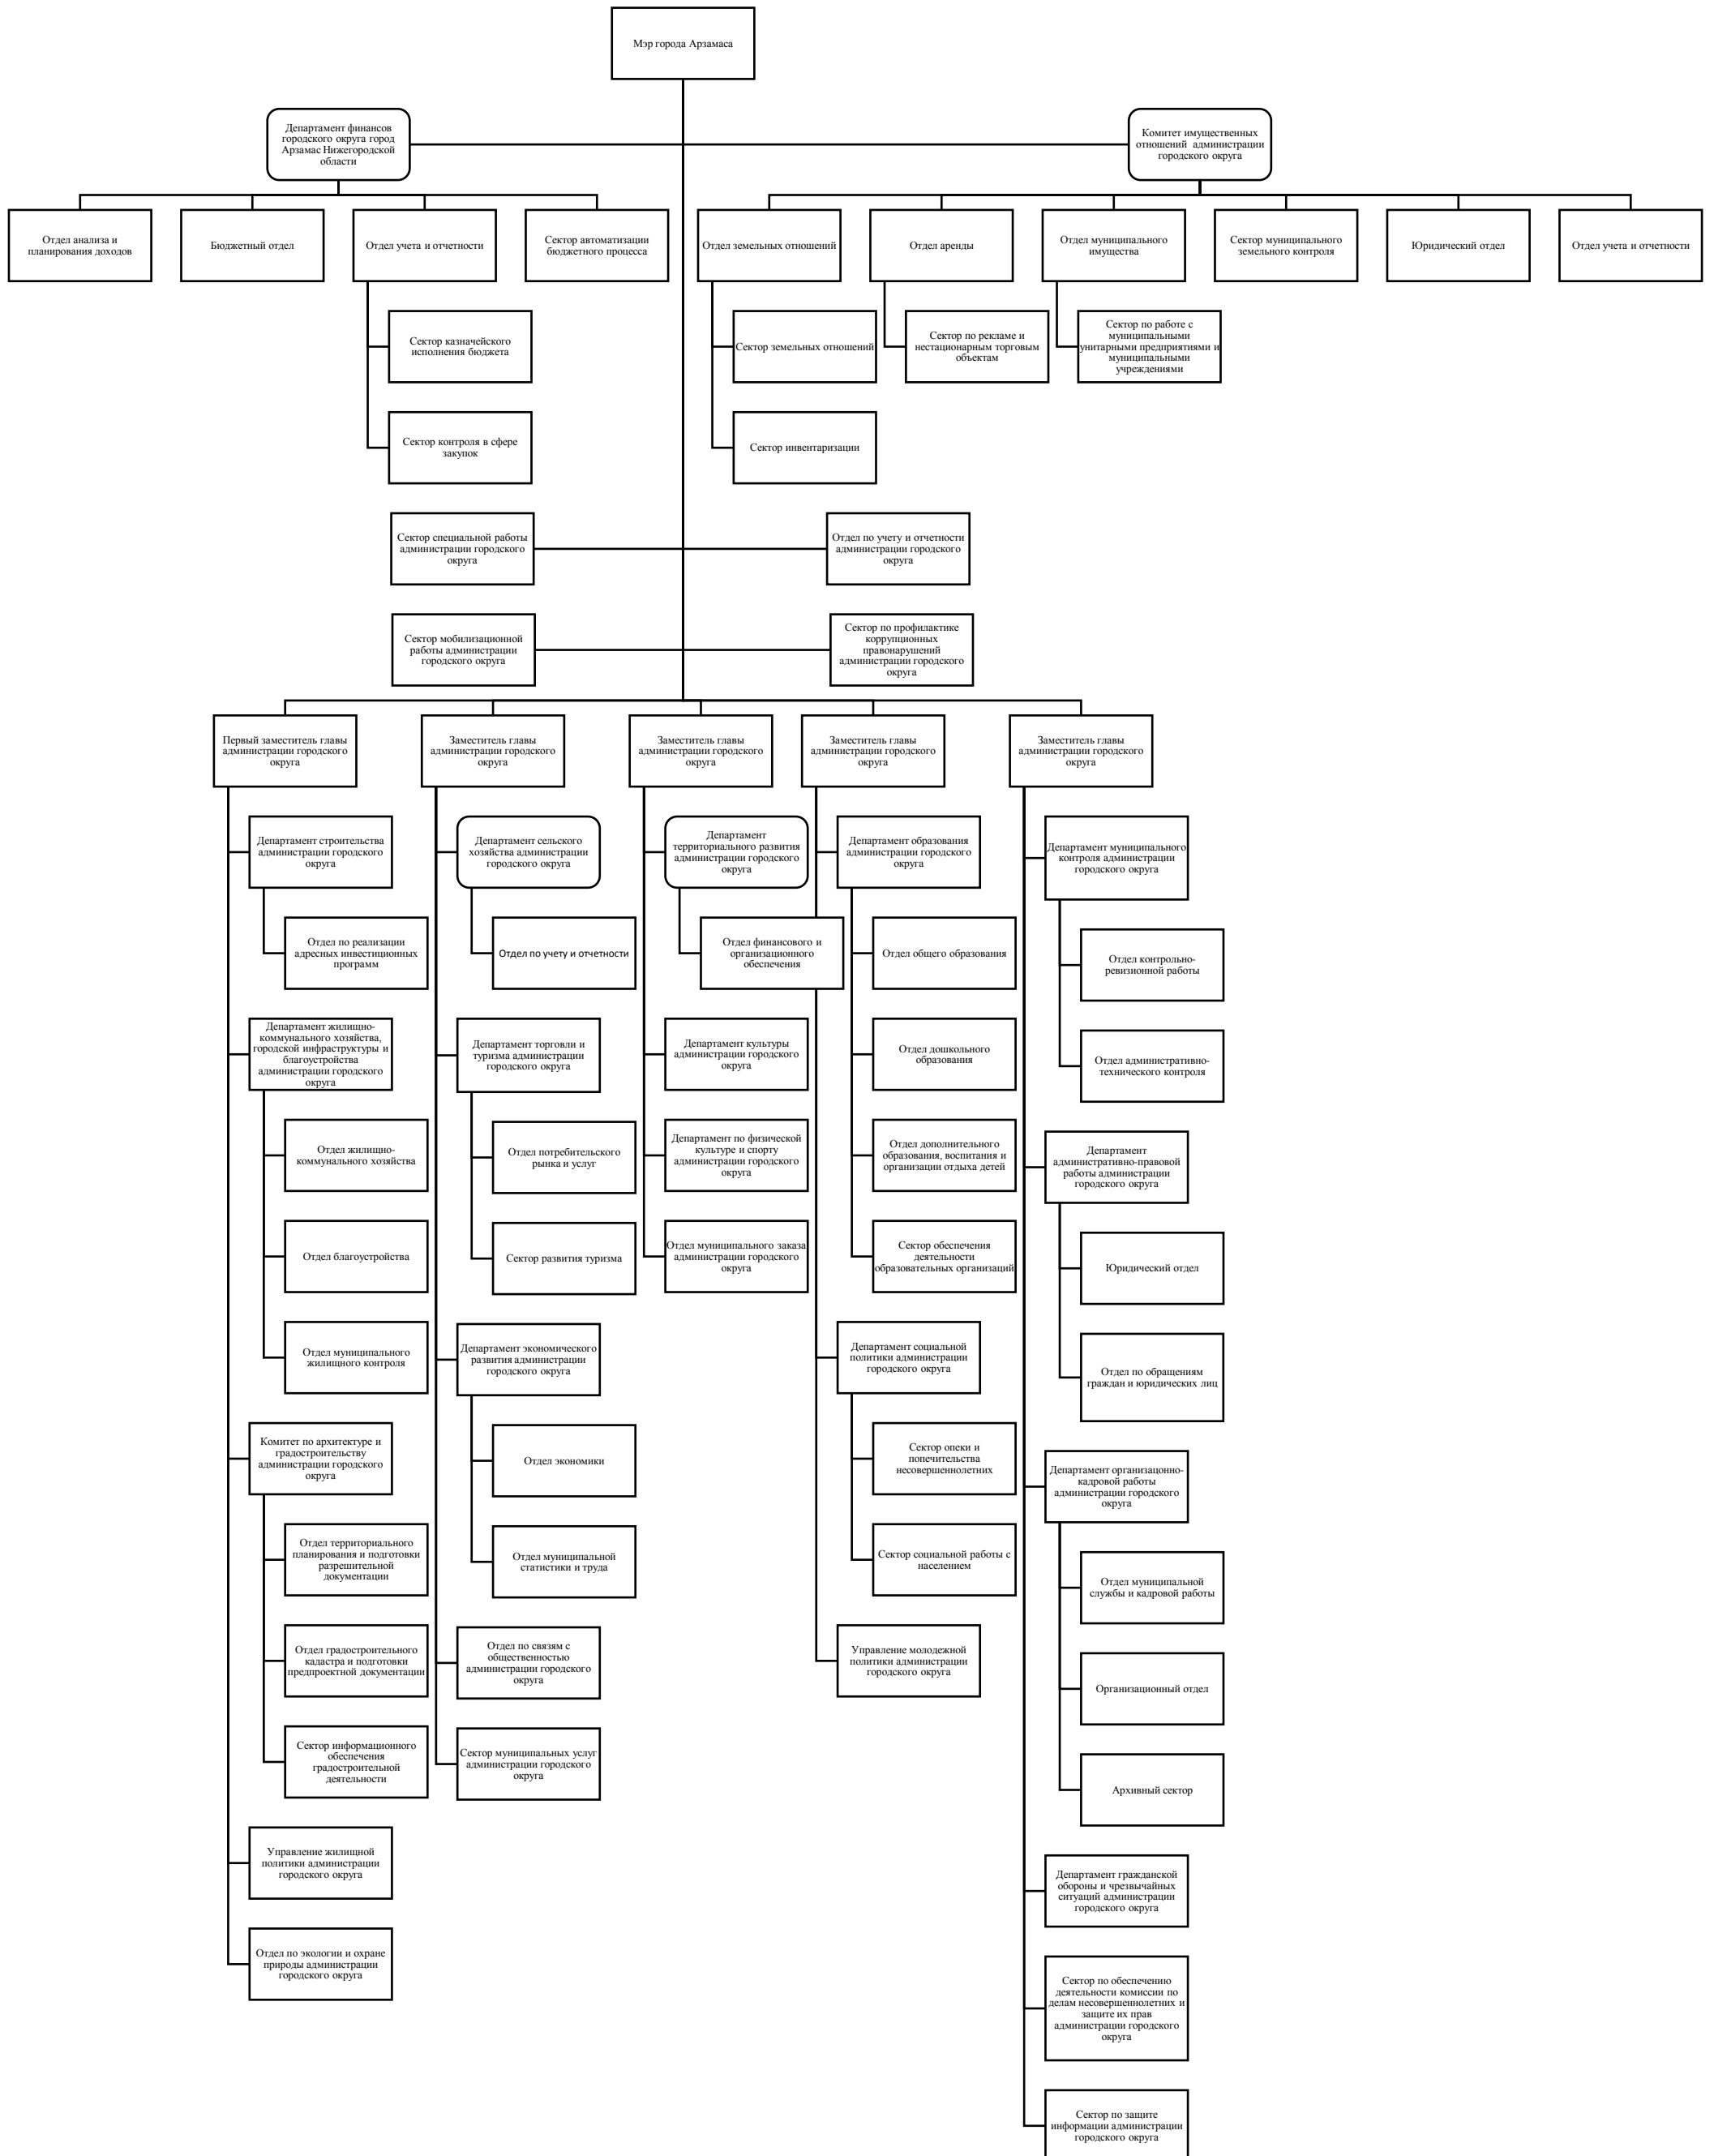 Мэр города Арзамаса
Департамент финансов
городского округа город
Арзамас Нижегородской
области
Комитет имущественных
отношений администрации
городского округа
Отдел анализа и
планирования доходов
Бюджетный отдел
Отдел учета и отчетности
Сектор автоматизации
бюджетного процесса
Отдел земельных отношений
Отдел аренды
Отдел муниципального
имущества
Сектор муниципального
земельного контроля
Юридический отдел
Отдел учета и отчетности
Сектор казначейского
исполнения бюджета
Сектор земельных отношений
Сектор по рекламе и
нестационарным торговым
объектам
Сектор по работе с
муниципальными
унитарными предприятиями и
муниципальными
учреждениями
Сектор контроля в сфере
закупок
Сектор инвентаризации
Сектор специальной работы
администрации городского
округа
Отдел по учету и отчетности
администрации городского
округа
Сектор мобилизационной
работы администрации
городского округа
Сектор по профилактике
коррупционных
правонарушений
администрации городского
округа
Первый заместитель главы
администрации городского
округа
Заместитель главы
администрации городского
округа
Заместитель главы
администрации городского
округа
Заместитель главы
администрации городского
округа
Заместитель главы
администрации городского
округа
Департамент строительства
администрации городского
округа
Отдел по реализации
адресных инвестиционных
программ
Департамент жилищно-
коммунального хозяйства,
городской инфраструктуры и
благоустройства
администрации городского
округа
Отдел жилищно-
коммунального хозяйства
Отдел благоустройства
Отдел муниципального
жилищного контроля
Комитет по архитектуре и
градостроительству
администрации городского
округа
Отдел территориального
планирования и подготовки
разрешительной
документации
Отдел градостроительного
кадастра и подготовки
предпроектной документации
Сектор информационного
обеспечения
градостроительной
деятельности
Управление жилищной
политики администрации
городского округа
Отдел по экологии и охране
природы администрации
городского округа
Департамент сельского
хозяйства администрации
городского округа
Отдел по учету и отчетности
Департамент торговли и
туризма администрации
городского округа
Отдел потребительского
рынка и услуг
Сектор развития туризма
Департамент экономического
развития администрации
городского округа
Отдел экономики
Отдел муниципальной
статистики и труда
Отдел по связям с
общественностью
администрации городского
округа
Сектор муниципальных услуг
администрации городского
округа
Департамент
территориального развития
администрации городского
округа
Отдел финансового и
организационного
обеспечения
Департамент культуры
администрации городского
округа
Департамент по физической
культуре и спорту
администрации городского
округа
Отдел муниципального заказа
администрации городского
округа
Департамент образования
администрации городского
округа
Отдел общего образования
Отдел дошкольного
образования
Отдел дополнительного
образования, воспитания и
организации отдыха детей
Сектор обеспечения
деятельности
образовательных организаций
Департамент социальной
политики администрации
городского округа
Сектор опеки и
попечительства
несовершеннолетних
Сектор социальной работы с
населением
Управление молодежной
политики администрации
городского округа
Департамент муниципального
контроля администрации
городского округа
Отдел контрольно-
ревизионной работы
Отдел административно-
технического контроля
Департамент
административно-правовой
работы администрации
городского округа
Юридический отдел
Отдел по обращениям
граждан и юридических лиц
Департамент организацонно-
кадровой работы
администрации городского
округа
Отдел муниципальной
службы и кадровой работы
Организационный отдел
Архивный сектор
Департамент гражданской
обороны и чрезвычайных
ситуаций администрации
городского округа
Сектор по обеспечению
деятельности комиссии по
делам несовершеннолетних и
защите их прав
администрации городского
округа
Сектор по защите
информации администрации
городского округа